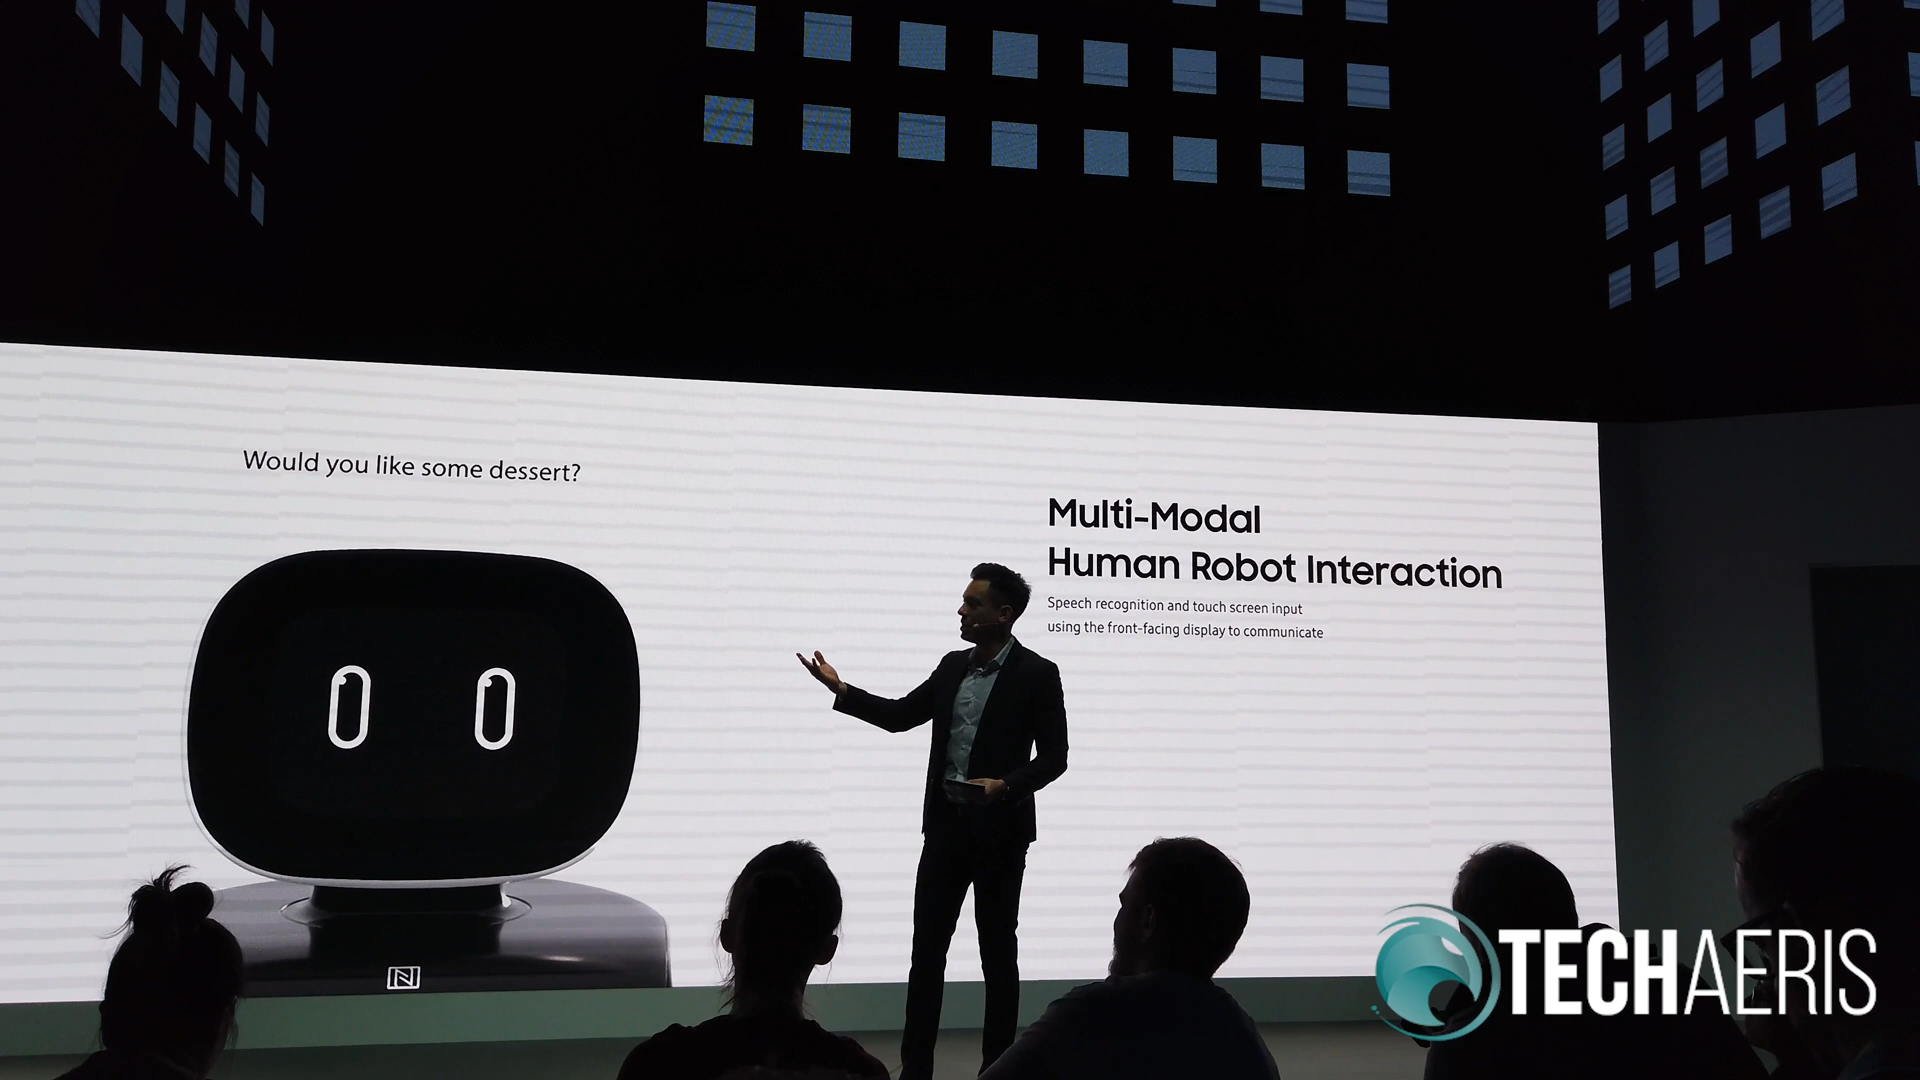 Would you like some dessert?
Multi-Modal
Human Robot Interaction
Speech recognition and touch screen input
using the front-facing display to communicate
N
TECHAERIS